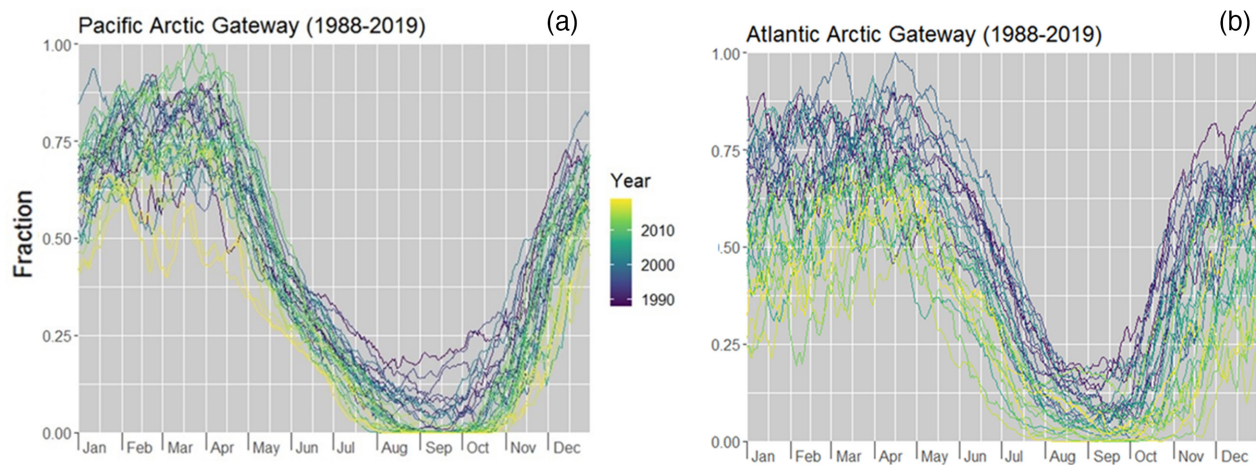 Pacific Arctic Gateway (1988-2019)
(a)
1.00
0.75
0.50
0.25
0.00
Fraction
Jan Feb Mar Apr May Jun Jul Aug Sep Oct Nov Dec
Year
2010
2000
1990
Atlantic Arctic Gateway (1988-2019)
(b)
1.00
0.75
.50
0.25
0.00
Jan Feb Mar Apr May Jun Jul Aug Sep Oct Nov Dec